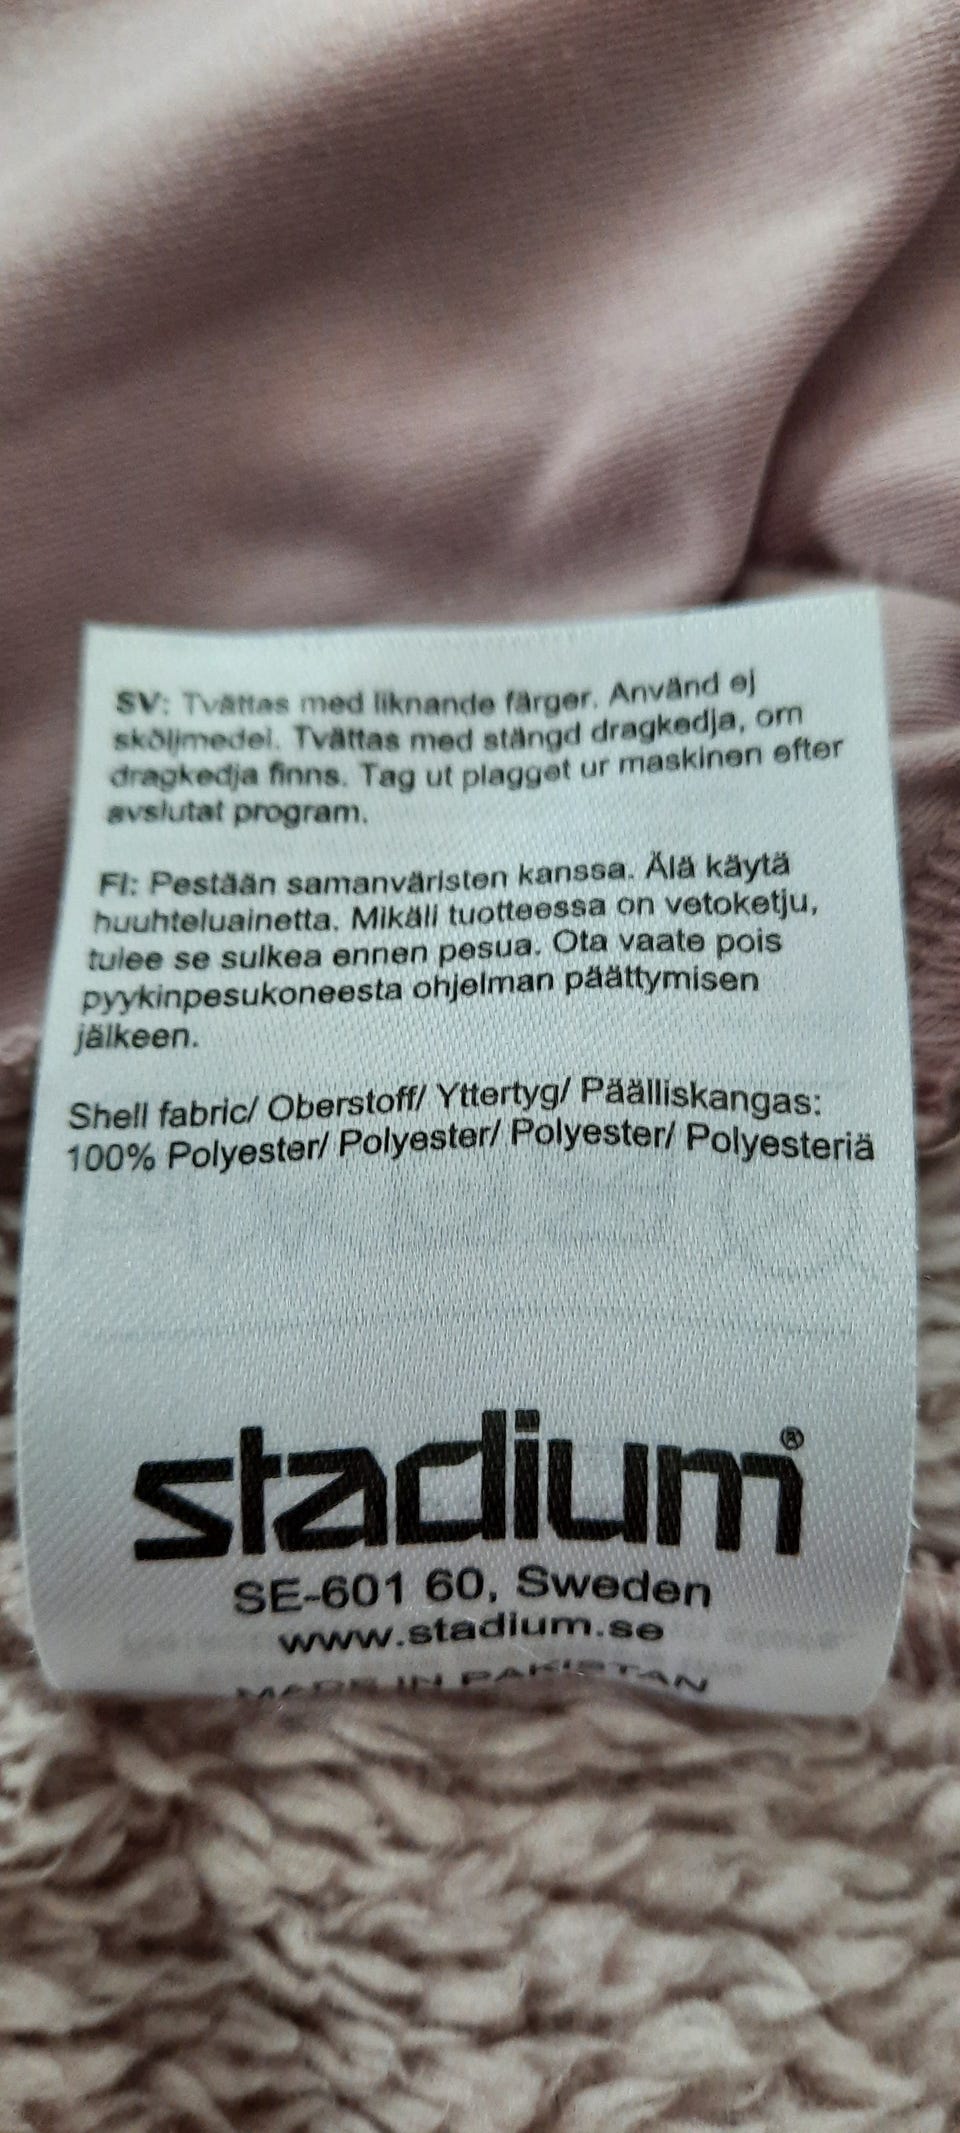 SV: Tvättas med liknande färger. Använd ej
sköljmedel. Tvättas med stängd dragkedja, om
dragkedja finns. Tag ut plagget ur maskinen efter
avslutat program.
FI: Pestään samanväristen kanssa. Älä käytä
huuhteluainetta. Mikäli tuotteessa on vetoketju,
tulee se sulkea ennen pesua. Ota vaate pois
pyykinpesukoneesta ohjelman päättymisen
jälkeen.
Shell fabric/ Oberstoff/ Yttertyg/ Päälliskangas:
100% Polyester/ Polyester/ Polyester/ Polyesteriä
stadium®
SE-601 60, Sweden
www.stadium.se
MADE IN PAKISTAN